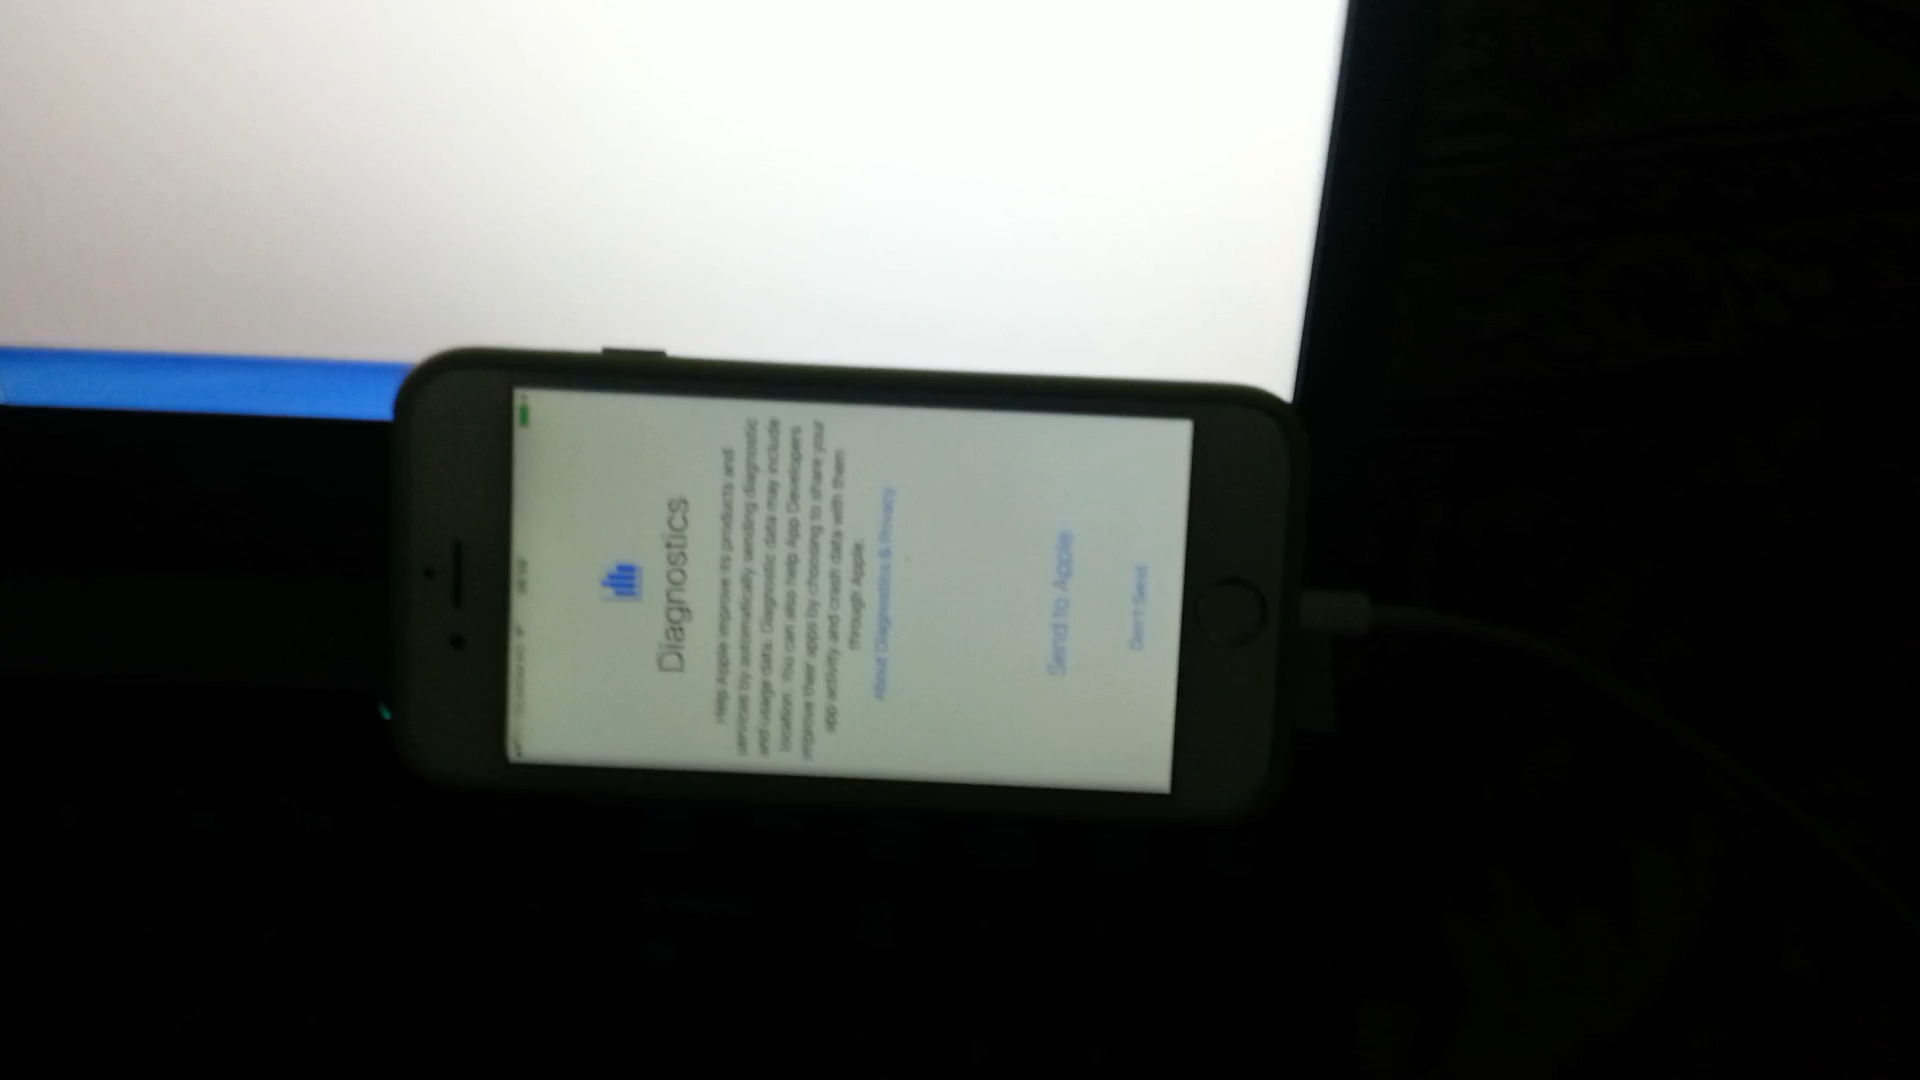 Diagnostics
Help Apple improve its products and
services by automatically sending diagnostic
and usage data. Diagnostic data may include
location. You can also help App Developers
improve their apps by choosing to share your
app activity and crash data with them
through Apple.
About Diagnostics & Privacy
Send to Apple
Don't Send